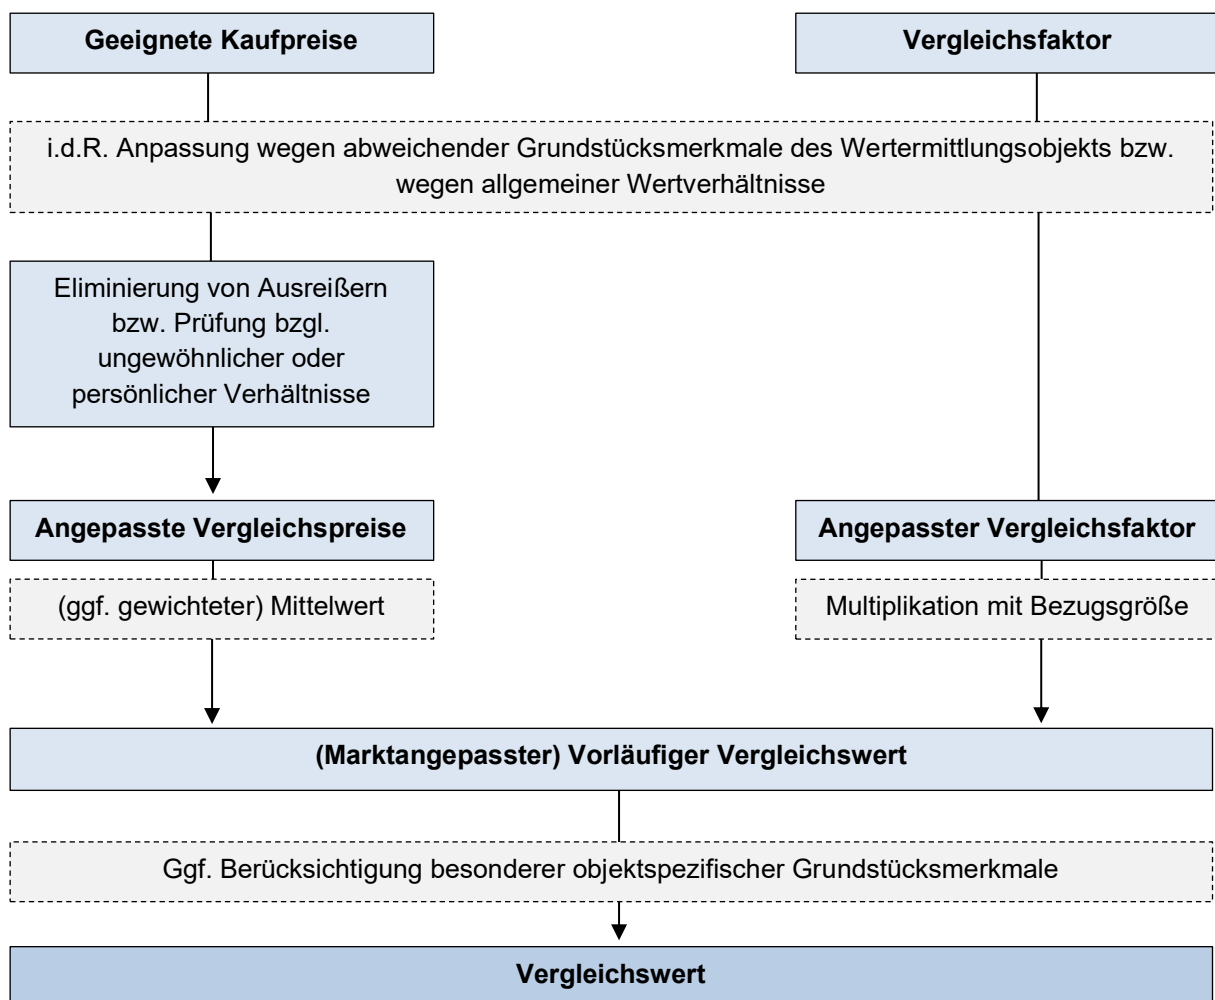 Geeignete Kaufpreise
Vergleichsfaktor
i.d.R. Anpassung wegen abweichender Grundstücksmerkmale des Wertermittlungsobjekts bzw.
wegen allgemeiner Wertverhältnisse
Eliminierung von Ausreißern
bzw. Prüfung bzgl.
ungewöhnlicher oder
persönlicher Verhältnisse
Angepasste Vergleichspreise
Angepasster Vergleichsfaktor
(ggf. gewichteter) Mittelwert
Multiplikation mit Bezugsgröße
(Marktangepasster) Vorläufiger Vergleichswert
Ggf. Berücksichtigung besonderer objektspezifischer Grundstücksmerkmale
Vergleichswert